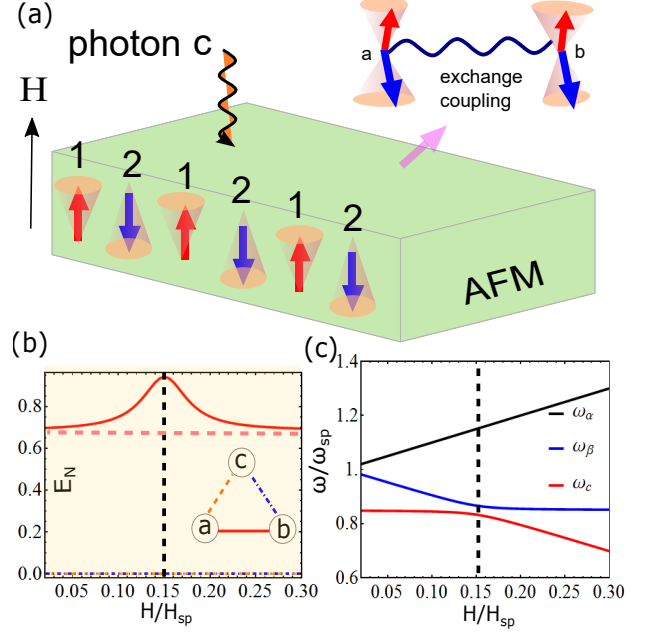 (a)
photon c
H
a
b
exchange
coupling
1
2
1
2
1
2
AFM
(b)
E_N
0.8
0.6
0.4
0.2
0.0
c
a
b
0.05
0.10
0.15
0.20
0.25
0.30
H/H_sp
(c)
ω/ω_sp
1.4
1.2
1
0.8
0.6
ω_α
ω_β
ω_c
0.05
0.10
0.15
0.20
0.25
0.30
H/H_sp